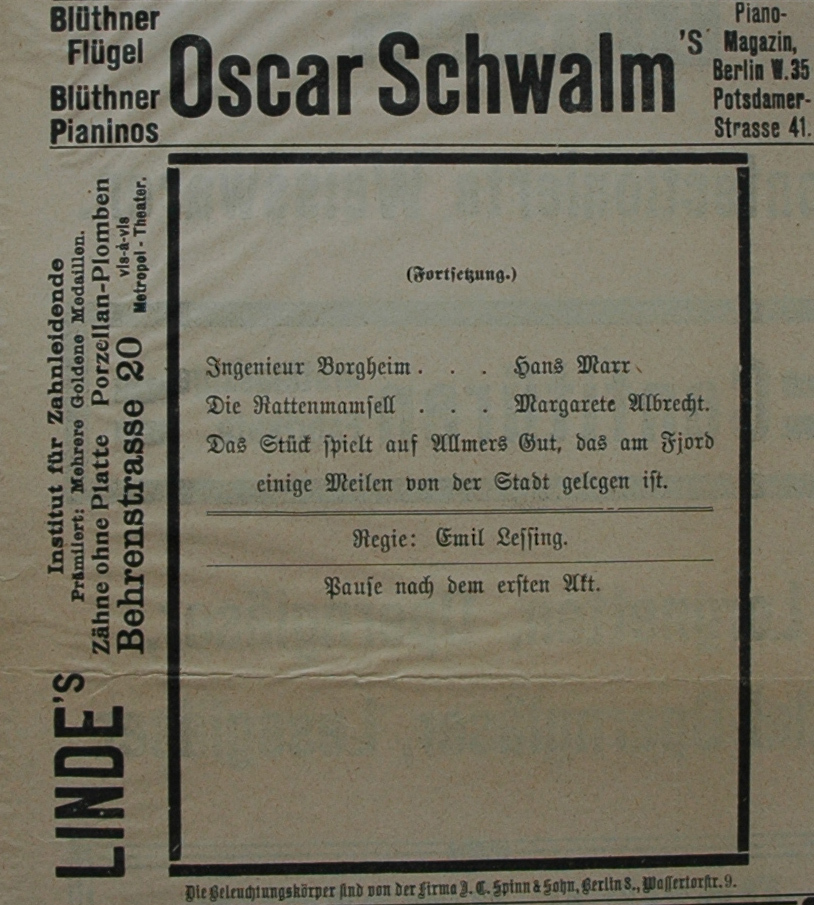 Blüthner
Flügel
Blüthner
Pianinos
Oscar Schwalm's
Piano-
Magazin,
Berlin W.35
Potsdamer-
Strasse 41.
LINDE's
Institut für Zahnleidende
Prämiiert: Mehrere Goldene Medaillen.
Zähne ohne Platte Porzellan-Plomben
Behrenstrasse 20
vis-à-vis
Metropol-Theater.
(Fortsetzung.)
Ingenieur Borgheim . . . Hans Marr
Die Rattenmamsell . . . Margarete Albrecht.
Das Stück spielt auf Allmers Gut, das am Fjord
einige Meilen von der Stadt gelegen ist.
Regie: Emil Lessing.
Pause nach dem ersten Akt.
Die Beleuchtungskörper sind von der Firma J. C. Spinn & Sohn, Berlin S., Wassertorstr. 9.